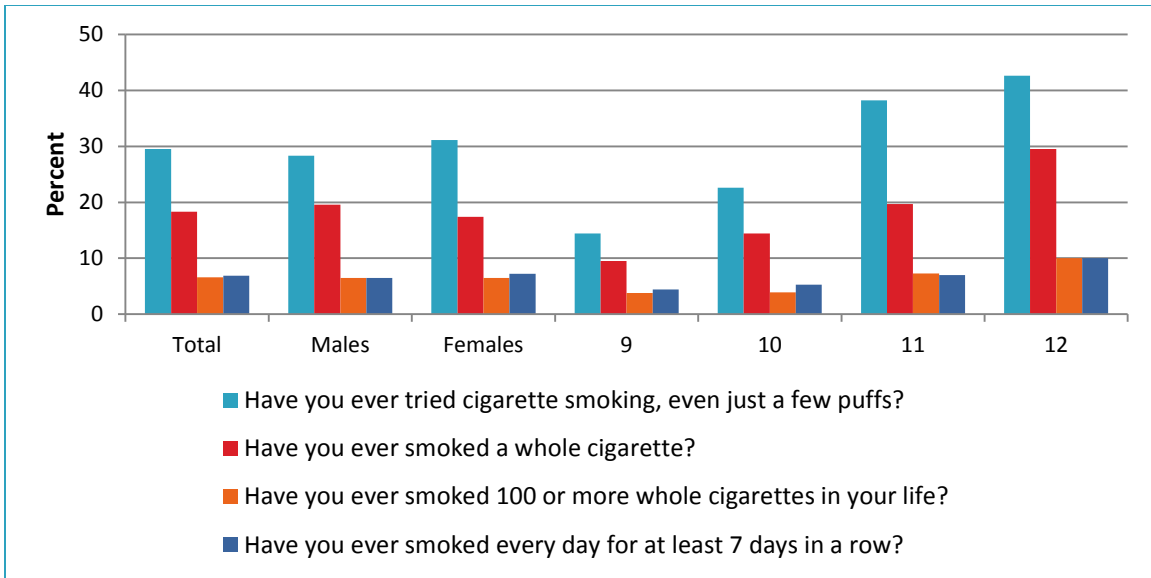 50
40
30
20
10
0
Percent
Total Males Females 9 10 11 12
Have you ever tried cigarette smoking, even just a few puffs?
Have you ever smoked a whole cigarette?
Have you ever smoked 100 or more whole cigarettes in your life?
Have you ever smoked every day for at least 7 days in a row?